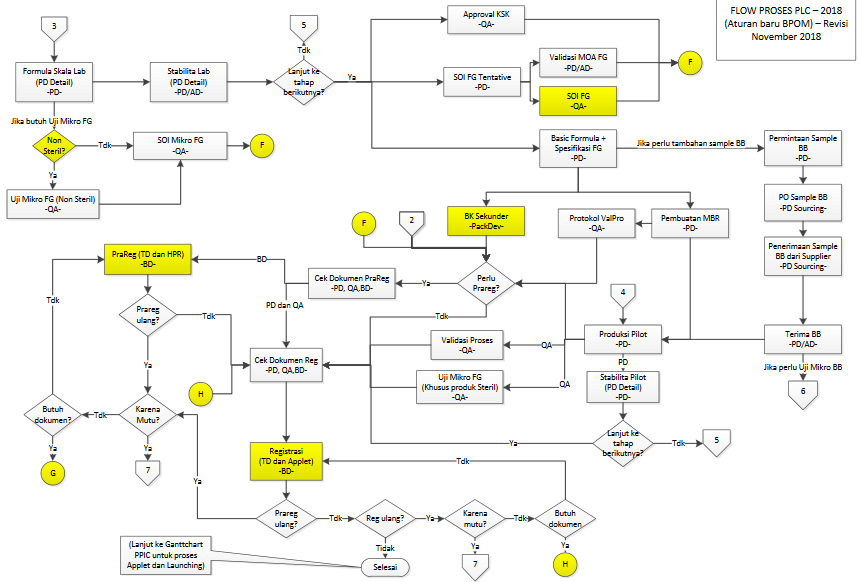 FLOW PROSES PLC – 2018
(Aturan baru BPOM) – Revisi
November 2018
3
5
Approval KSK
-QA-
Tdk
Formula Skala Lab
(PD Detail)
-PD-
Stabilita Lab
(PD Detail)
-PD/AD-
Lanjut ke
tahap
berikutnya?
Ya
SOI FG Tentative
-PD-
Validasi MOA FG
-PD/AD-
SOI FG
-QA-
F
Jika butuh Uji Mikro FG
Non
Steril?
Tdk
SOI Mikro FG
-QA-
F
Ya
Uji Mikro FG (Non Steril)
-QA-
Basic Formula +
Spesifikasi FG
-PD-
Jika perlu tambahan sample BB
Permintaan Sample
BB
-PD-
PO Sample BB
-PD Sourcing-
Penerimaan Sample
BB dari Supplier
-PD Sourcing-
Terima BB
-PD/AD-
Jika perlu Uji Mikro BB
6
F
2
BK Sekunder
-PackDev-
Protokol ValPro
-QA-
Pembuatan MBR
-PD-
PraReg (TD dan HPR)
-BD-
BD
Cek Dokumen PraReg
-PD, QA,BD-
Ya
Perlu
Prareg?
Tdk
PD dan QA
4
Produksi Pilot
-PD-
PD
Stabilita Pilot
(PD Detail)
-PD-
Validasi Proses
-QA-
QA
Uji Mikro FG
(Khusus produk Steril)
-QA-
QA
Tdk
Prareg
ulang?
Tdk
Ya
Cek Dokumen Reg
-PD, QA,BD-
H
Butuh
dokumen?
Tdk
Karena
Mutu?
Ya
G
Ya
7
Ya
Lanjut ke
tahap
berikutnya?
Tdk
5
Ya
Registrasi
(TD dan Applet)
-BD-
Tdk
Prareg
ulang?
Tdk
Reg ulang?
Ya
Karena
mutu?
Tdk
Butuh
dokumen
Tidak
Ya
Ya
7
H
(Lanjut ke Ganttchart
PPIC untuk proses
Applet dan Launching)
Selesai